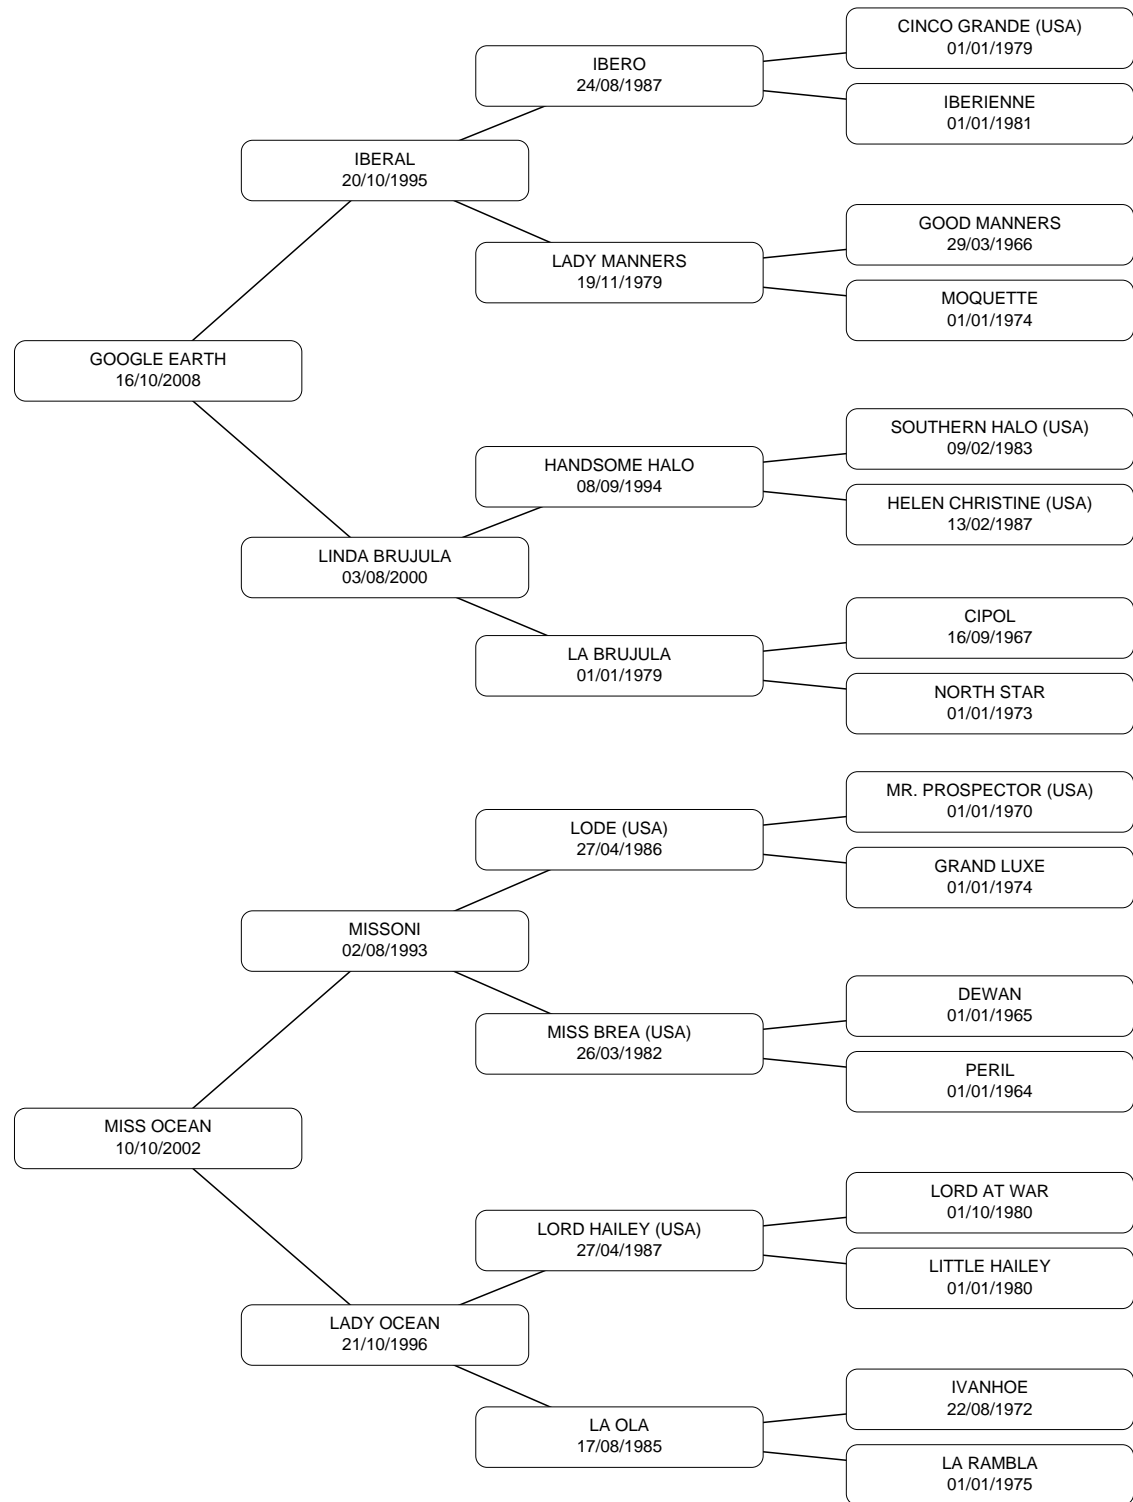 CINCO GRANDE (USA)
01/01/1979
IBERO
24/08/1987
IBERIENNE
01/01/1981
IBERAL
20/10/1995
GOOD MANNERS
29/03/1966
LADY MANNERS
19/11/1979
MOQUETTE
01/01/1974
GOOGLE EARTH
16/10/2008
SOUTHERN HALO (USA)
09/02/1983
HANDSOME HALO
08/09/1994
HELEN CHRISTINE (USA)
13/02/1987
LINDA BRUJULA
03/08/2000
CIPOL
16/09/1967
LA BRUJULA
01/01/1979
NORTH STAR
01/01/1973
MR. PROSPECTOR (USA)
01/01/1970
LODE (USA)
27/04/1986
GRAND LUXE
01/01/1974
MISSONI
02/08/1993
DEWAN
01/01/1965
MISS BREA (USA)
26/03/1982
PERIL
01/01/1964
MISS OCEAN
10/10/2002
LORD AT WAR
01/10/1980
LORD HAILEY (USA)
27/04/1987
LITTLE HAILEY
01/01/1980
LADY OCEAN
21/10/1996
IVANHOE
22/08/1972
LA OLA
17/08/1985
LA RAMBLA
01/01/1975